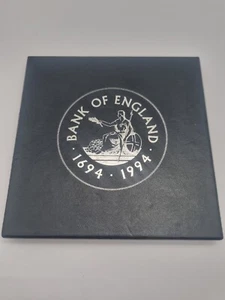 BANK OF ENGLAND
· 1694 · 1994 ·